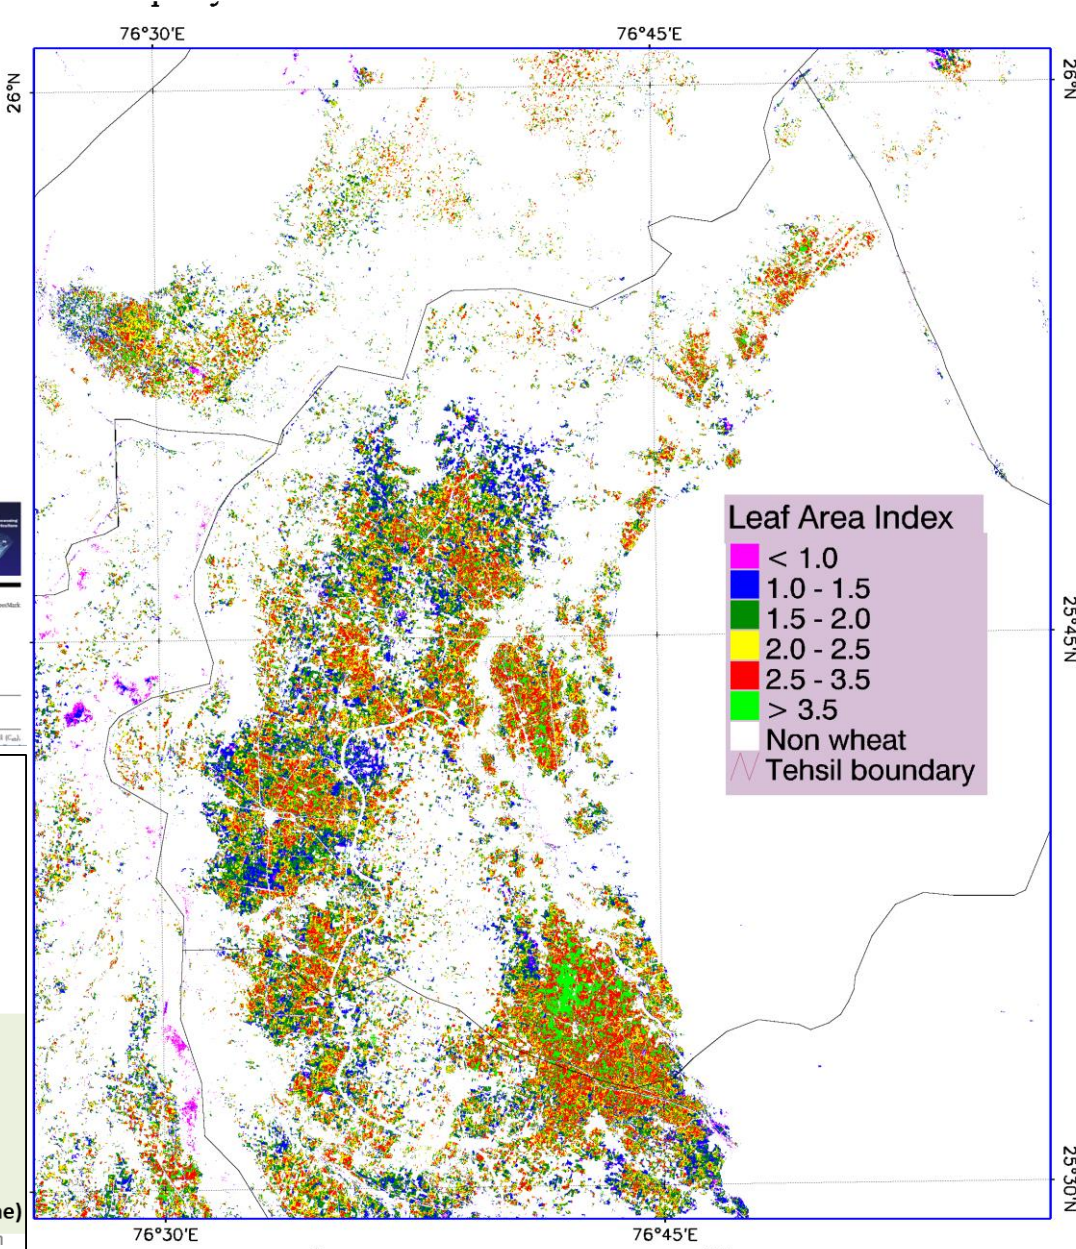 76°30'E
76°45'E
26°N
26°N
Leaf Area Index
< 1.0
1.0 - 1.5
1.5 - 2.0
2.0 - 2.5
2.5 - 3.5
> 3.5
Non wheat
Tehsil boundary
25°45'N
25°30'N
76°30'E
76°45'E